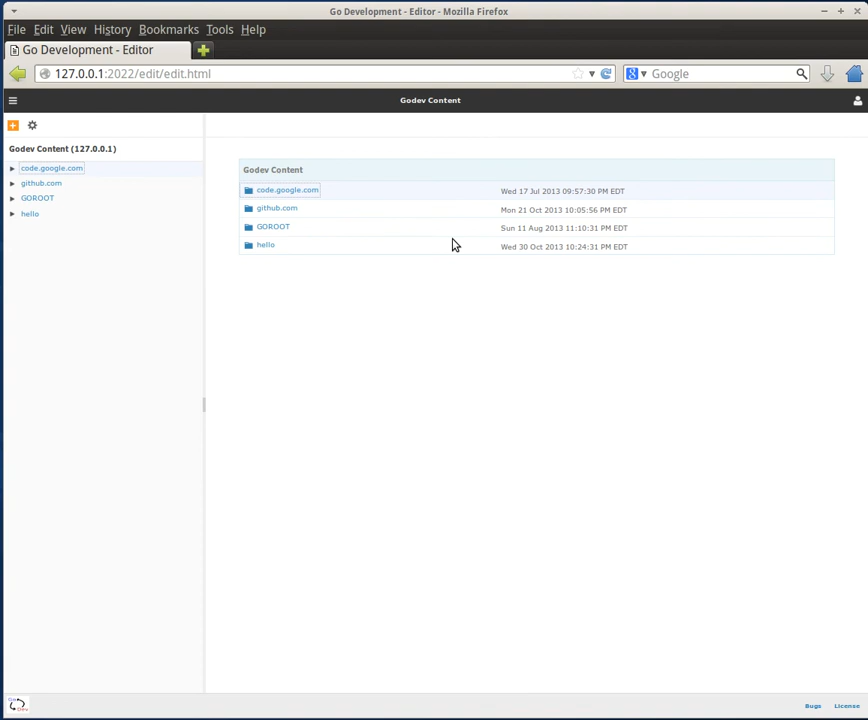 Go Development - Editor - Mozilla Firefox
File Edit View History Bookmarks Tools Help
Go Development - Editor
127.0.0.1:2022/edit/edit.html
Google
Godev Content
Godev Content (127.0.0.1)
code.google.com
github.com
GOROOT
hello
Godev Content
code.google.com Wed 17 Jul 2013 09:57:30 PM EDT
github.com Mon 21 Oct 2013 10:05:56 PM EDT
GOROOT Sun 11 Aug 2013 11:10:31 PM EDT
hello Wed 30 Oct 2013 10:24:31 PM EDT
Go
Dev
Bugs License